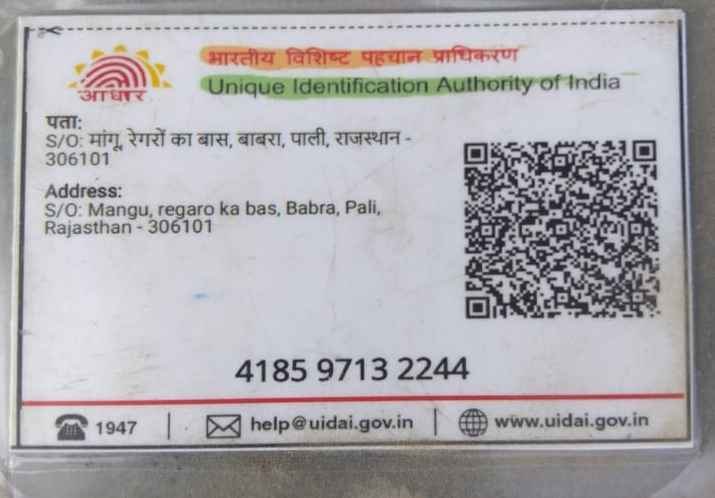 भारतीय विशिष्ट पहचान प्राधिकरण
Unique Identification Authority of India
आधार
पता:
S/O: मांगू, रेगरों का बास, बाबरा, पाली, राजस्थान -
306101
Address:
S/O: Mangu, regaro ka bas, Babra, Pali,
Rajasthan - 306101
4185 9713 2244
1947 | help@uidai.gov.in | www.uidai.gov.in